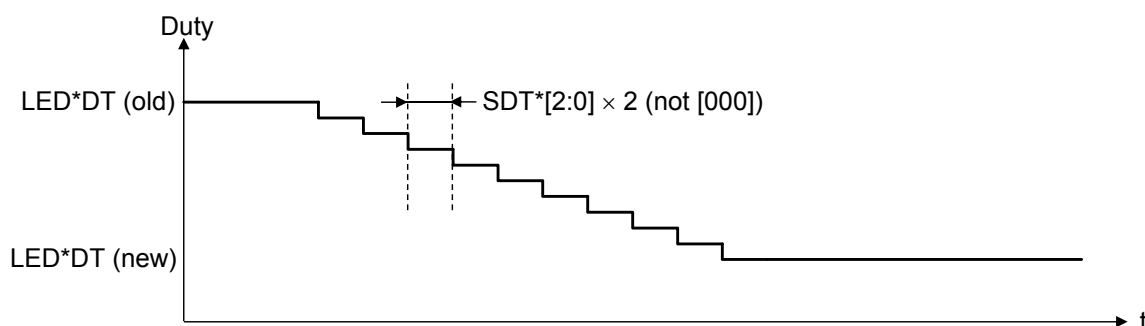 Duty
LED*DT (old)
SDT*[2:0] × 2 (not [000])
LED*DT (new)
t